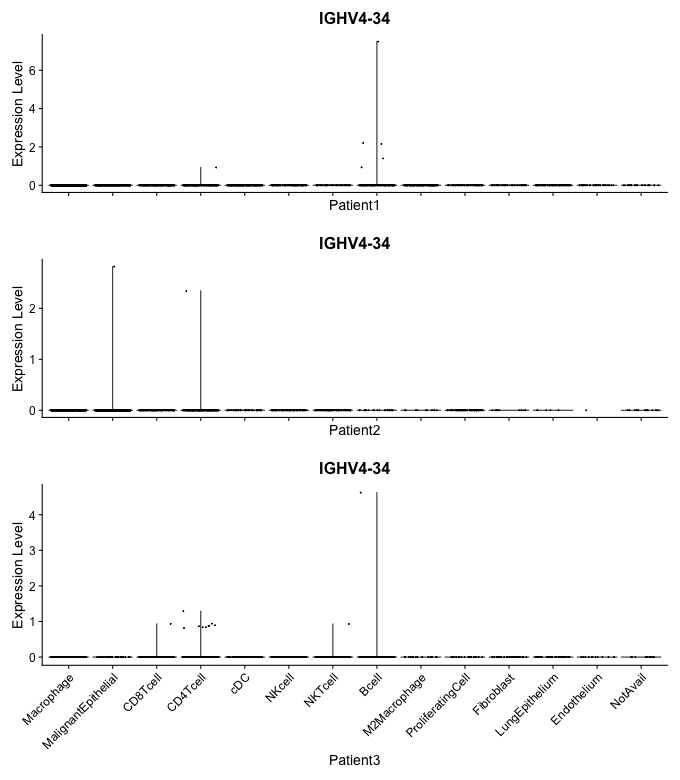 IGHV4-34
Expression Level
6
4
2
0
Patient1
IGHV4-34
Expression Level
2
1
0
Patient2
IGHV4-34
Expression Level
4
3
2
1
0
Macrophage
MalignantEpithelial
CD8Tcell
CD4Tcell
cDC
NKcell
NKTcell
Bcell
M2Macrophage
ProliferatingCell
Fibroblast
LungEpithelium
Endothelium
NotAvail
Patient3